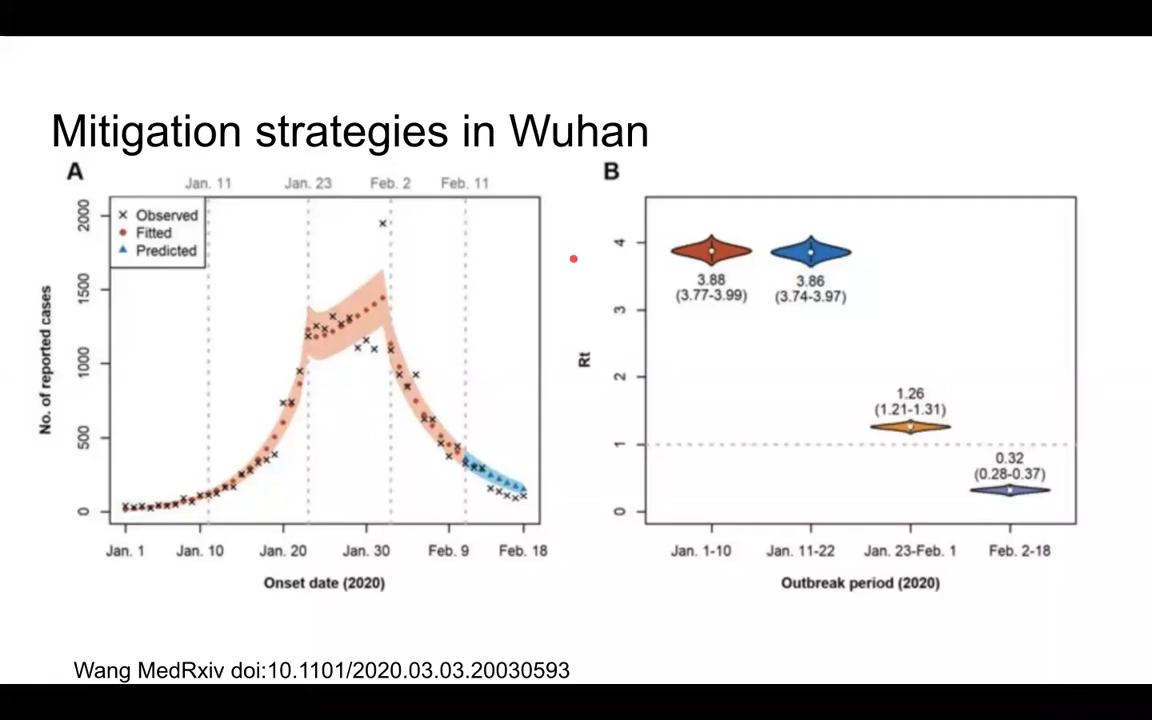 Mitigation strategies in Wuhan
A
Jan. 11 Jan. 23 Feb. 2 Feb. 11
Observed
Fitted
Predicted
No. of reported cases
2000
1500
1000
500
0
Jan. 1 Jan. 10 Jan. 20 Jan. 30 Feb. 9 Feb. 18
Onset date (2020)
B
Rt
4
3
2
1
0
3.88
(3.77-3.99)
3.86
(3.74-3.97)
1.26
(1.21-1.31)
0.32
(0.28-0.37)
Jan. 1-10 Jan. 11-22 Jan. 23-Feb. 1 Feb. 2-18
Outbreak period (2020)
Wang MedRxiv doi:10.1101/2020.03.03.20030593